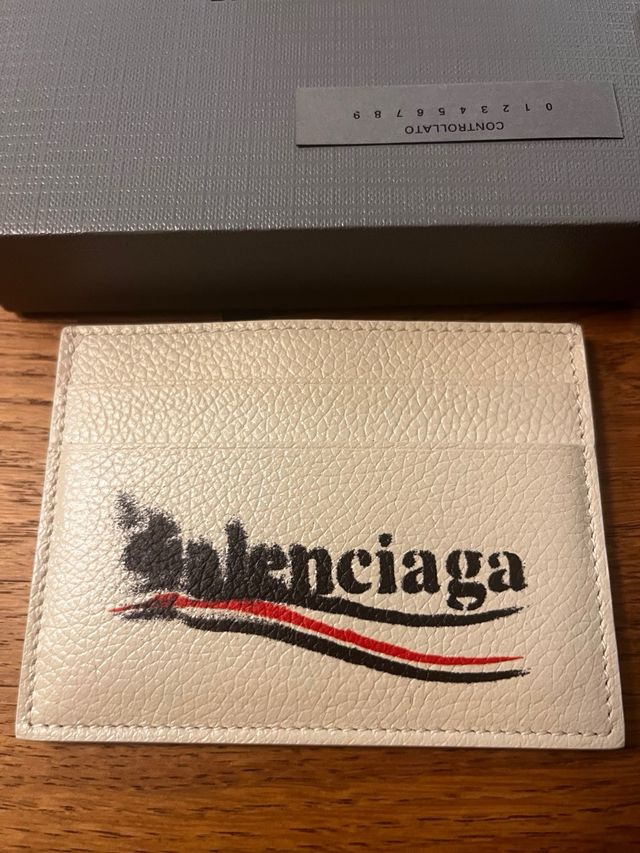 CONTROLLATO
0 1 2 3 4 5 6 7 8 9
Balenciaga